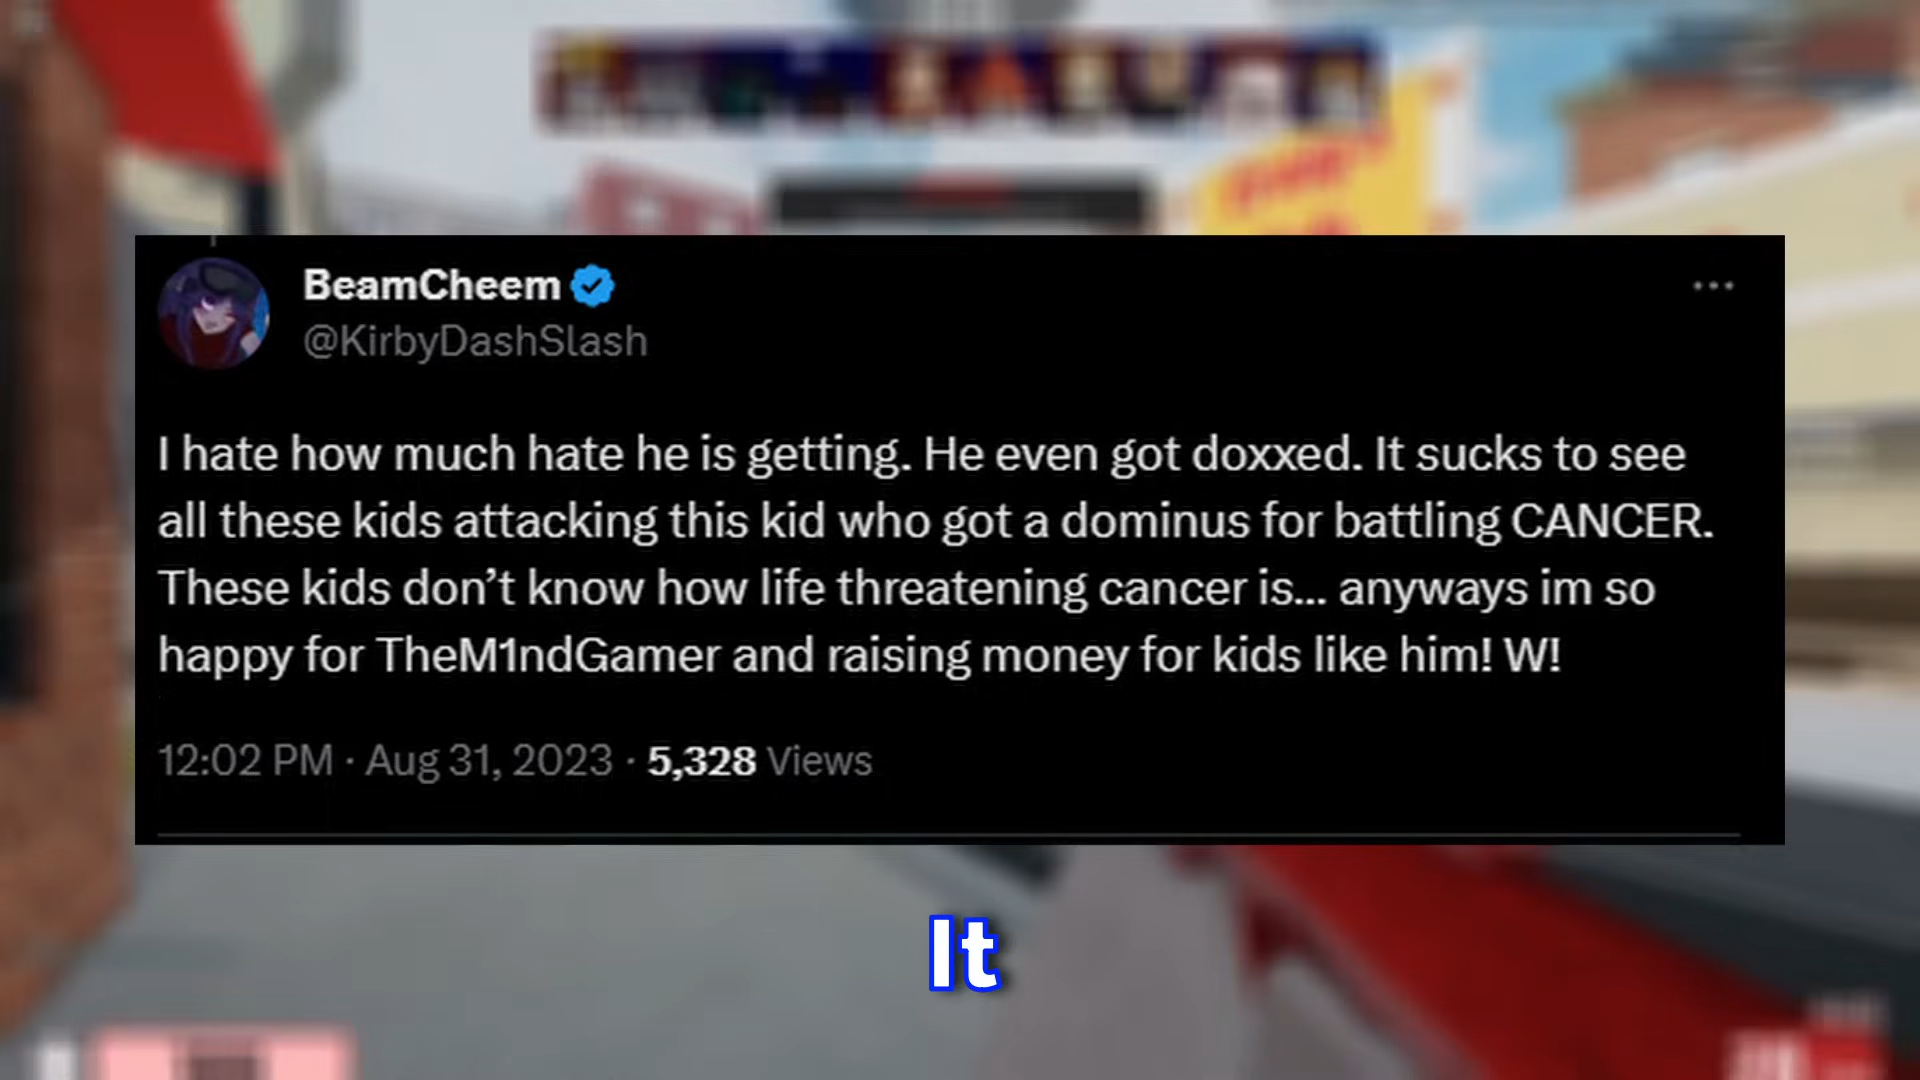 BeamCheem
@KirbyDashSlash
I hate how much hate he is getting. He even got doxxed. It sucks to see
all these kids attacking this kid who got a dominus for battling CANCER.
These kids don’t know how life threatening cancer is... anyways im so
happy for TheM1ndGamer and raising money for kids like him! W!
12:02 PM · Aug 31, 2023 · 5,328 Views
It